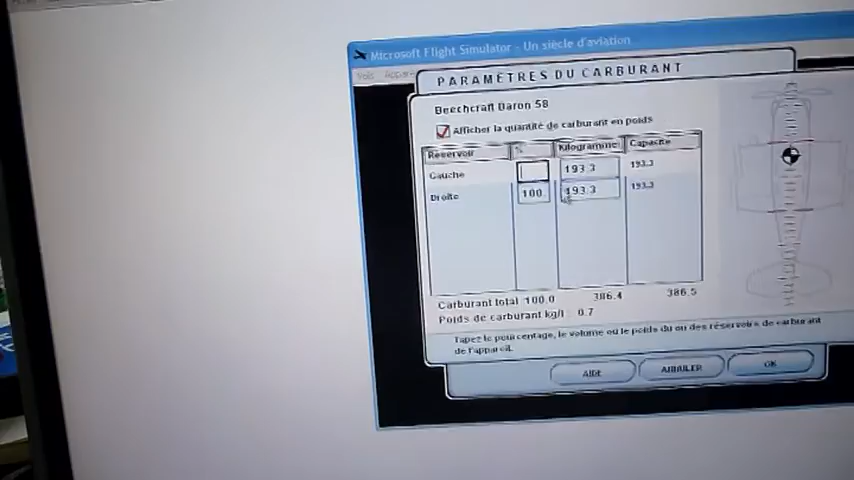 Microsoft Flight Simulator - Un siècle d'aviation
Vols Appare
PARAMÈTRES DU CARBURANT
Beechcraft Baron 58
Afficher la quantité de carburant en poids
Réservoir % Kilogramme Capacité
Gauche 193.3 193.3
Droite 100. 193.3 193.3
Carburant total 100.0 386.4 386.5
Poids de carburant kg/l : 0.7
Tapez le pourcentage, le volume ou le poids du ou des réservoirs de carburant
de l'appareil.
AIDE ANNULER OK